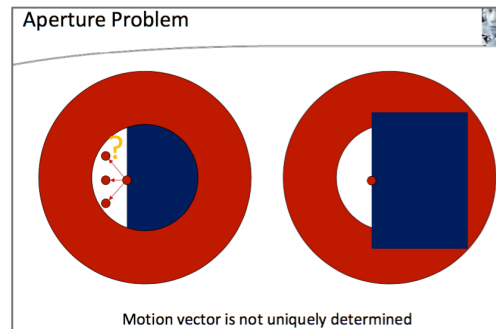 Aperture Problem
?
Motion vector is not uniquely determined